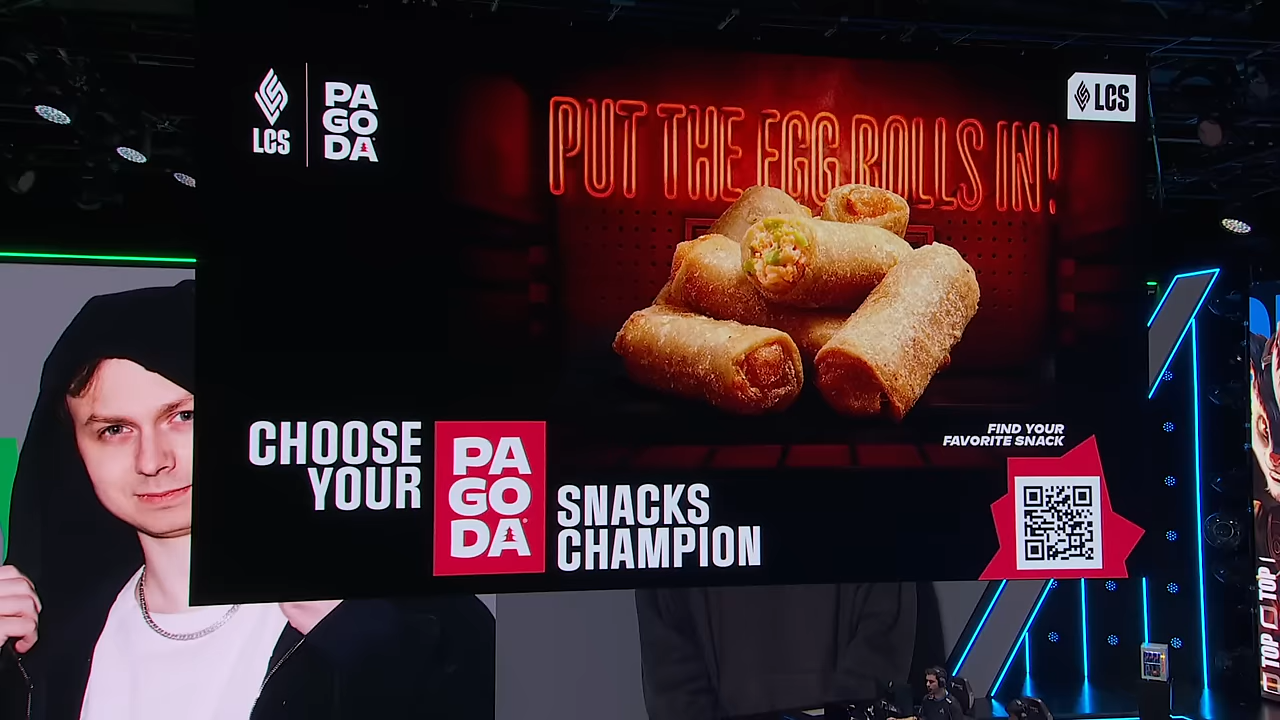 LCS
PA
GO
DA
LCS
PUT THE EGG ROLLS IN!
CHOOSE
YOUR
PA
GO
DA
SNACKS
CHAMPION
FIND YOUR
FAVORITE SNACK
TOP
TOP